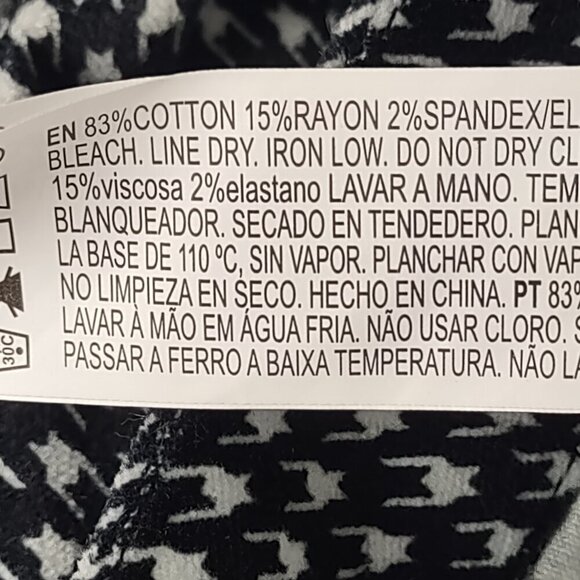 EN 83%COTTON 15%RAYON 2%SPANDEX/EL
BLEACH. LINE DRY. IRON LOW. DO NOT DRY CL
15%viscosa 2%elastano LAVAR A MANO. TEM
BLANQUEADOR. SECADO EN TENDEDERO. PLAN
LA BASE DE 110 ºC, SIN VAPOR. PLANCHAR CON VAP
NO LIMPIEZA EN SECO. HECHO EN CHINA. PT 83%
LAVAR À MÃO EM ÁGUA FRIA. NÃO USAR CLORO. S
PASSAR A FERRO A BAIXA TEMPERATURA. NÃO LA
30C